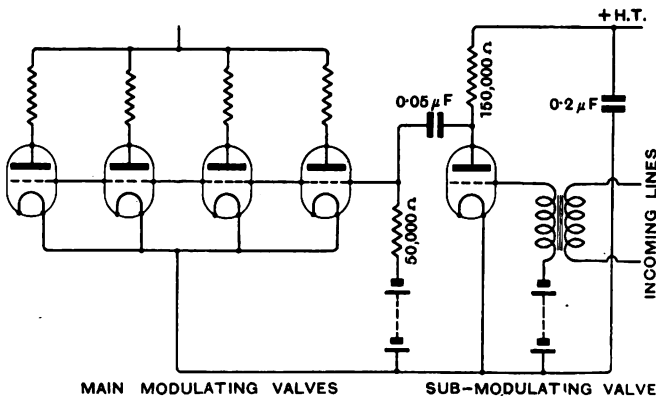 + H.T.
0·05 µF
150,000 Ω
0·2 µF
50,000 Ω
INCOMING LINES
MAIN MODULATING VALVES
SUB-MODULATING VALVE